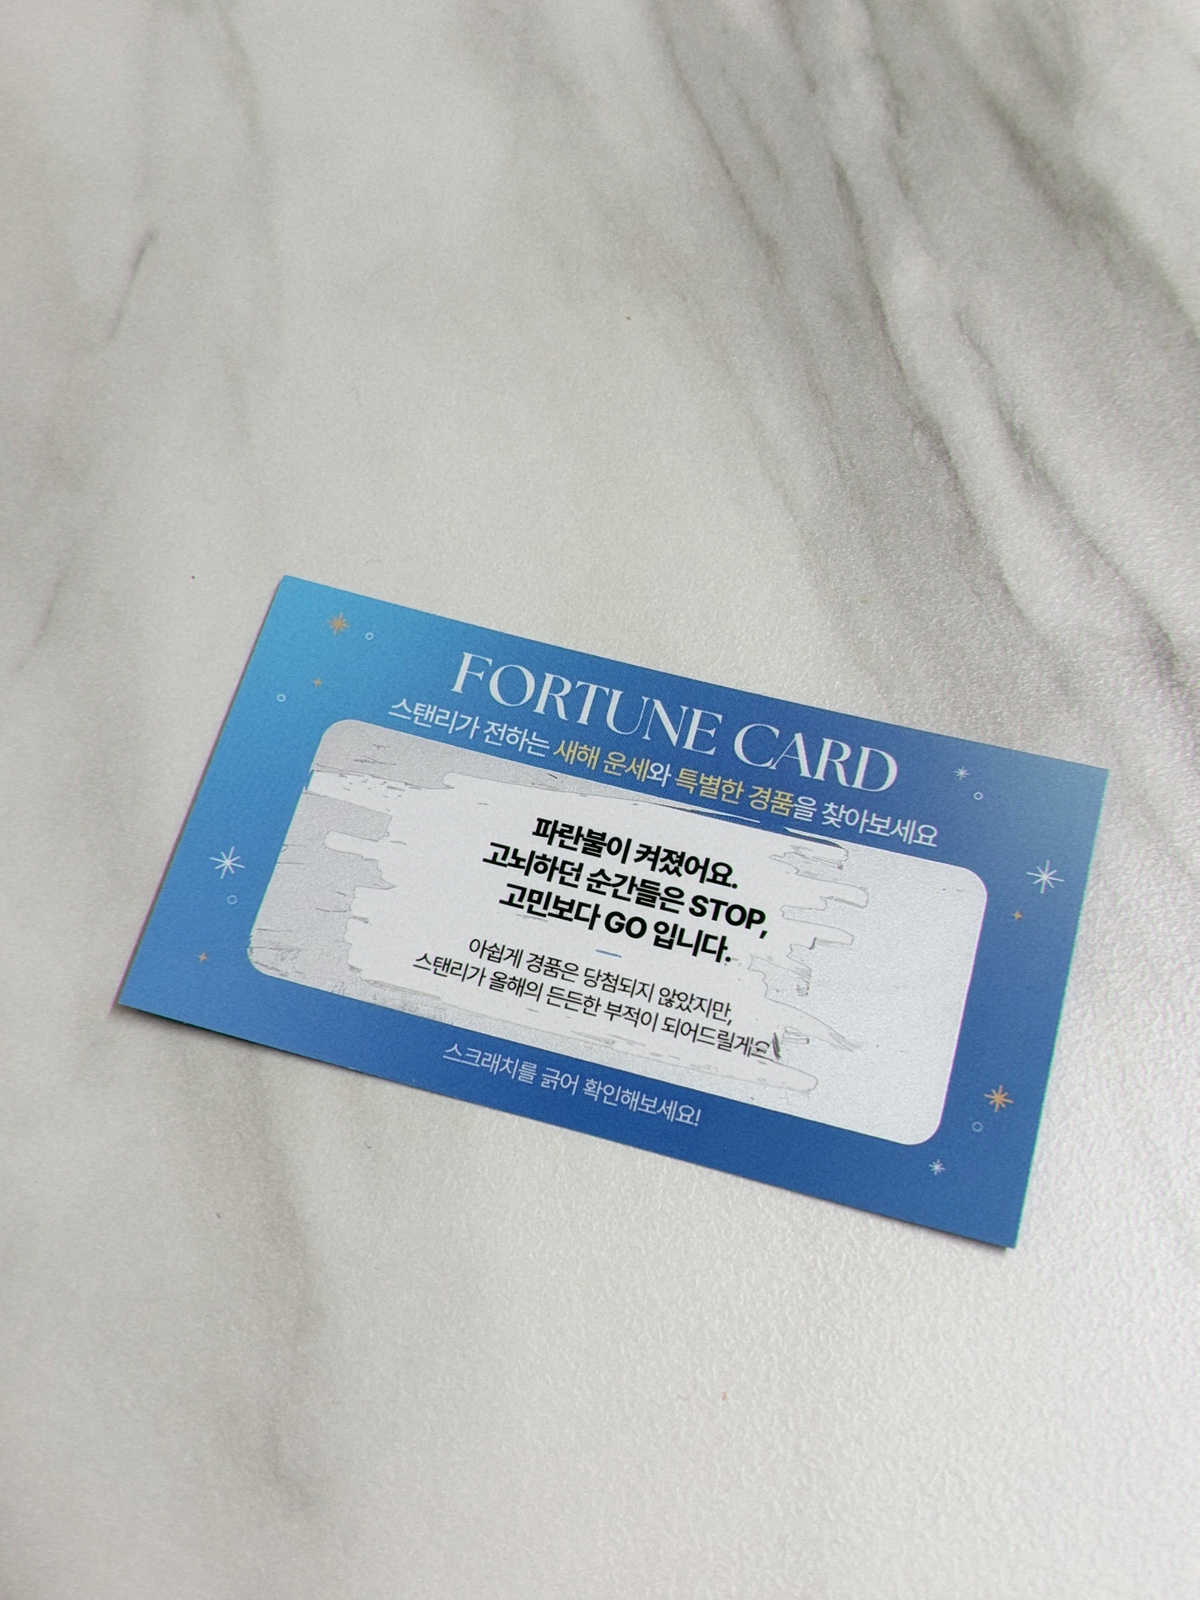 FORTUNE CARD
스탠리가 전하는 새해 운세와 특별한 경품을 찾아보세요
파란불이 켜졌어요.
고뇌하던 순간들은 STOP,
고민보다 GO 입니다.
아쉽게 경품은 당첨되지 않았지만,
스탠리가 올해의 든든한 부적이 되어드릴게요
스크래치를 긁어 확인해보세요!